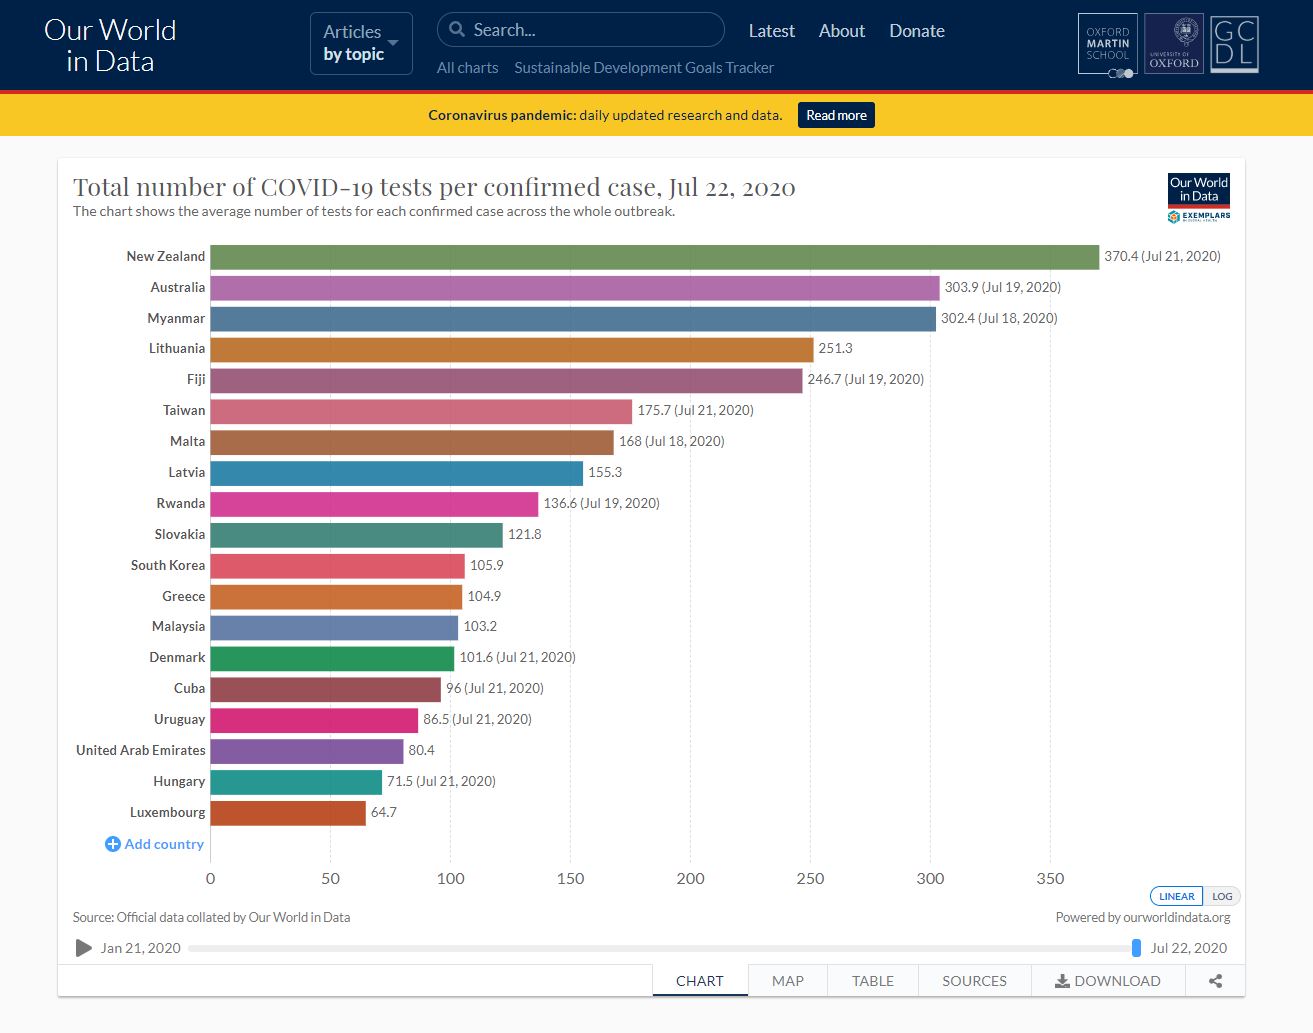 Our World
in Data
Articles
by topic
Search...
Latest
About
Donate
All charts
Sustainable Development Goals Tracker
OXFORD
MARTIN
SCHOOL
UNIVERSITY OF
OXFORD
GC
DL
Coronavirus pandemic: daily updated research and data.
Read more
Total number of COVID-19 tests per confirmed case, Jul 22, 2020
The chart shows the average number of tests for each confirmed case across the whole outbreak.
Our World
in Data
EXEMPLARS
New Zealand 370.4 (Jul 21, 2020)
Australia 303.9 (Jul 19, 2020)
Myanmar 302.4 (Jul 18, 2020)
Lithuania 251.3
Fiji 246.7 (Jul 19, 2020)
Taiwan 175.7 (Jul 21, 2020)
Malta 168 (Jul 18, 2020)
Latvia 155.3
Rwanda 136.6 (Jul 19, 2020)
Slovakia 121.8
South Korea 105.9
Greece 104.9
Malaysia 103.2
Denmark 101.6 (Jul 21, 2020)
Cuba 96 (Jul 21, 2020)
Uruguay 86.5 (Jul 21, 2020)
United Arab Emirates 80.4
Hungary 71.5 (Jul 21, 2020)
Luxembourg 64.7
Add country
0 50 100 150 200 250 300 350
LINEAR LOG
Source: Official data collated by Our World in Data
Powered by ourworldindata.org
Jan 21, 2020
Jul 22, 2020
CHART MAP TABLE SOURCES DOWNLOAD